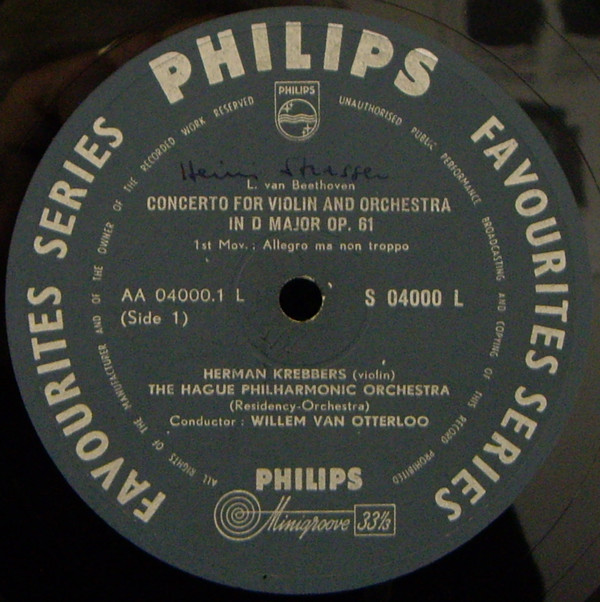 PHILIPS
FAVOURITES SERIES
FAVOURITES SERIES
ALL RIGHTS OF THE MANUFACTURER AND OF THE OWNER OF THE RECORDED WORK RESERVED
UNAUTHORISED PUBLIC PERFORMANCE BROADCASTING AND COPYING OF THIS RECORD PROHIBITED
PHILIPS
L. van Beethoven
CONCERTO FOR VIOLIN AND ORCHESTRA
IN D MAJOR OP. 61
1st Mov. : Allegro ma non troppo
AA 04000.1 L
S 04000 L
(Side 1)
HERMAN KREBBERS (violin)
THE HAGUE PHILHARMONIC ORCHESTRA
(Residency-Orchestra)
Conductor : WILLEM VAN OTTERLOO
PHILIPS
Minigroove 33⅓